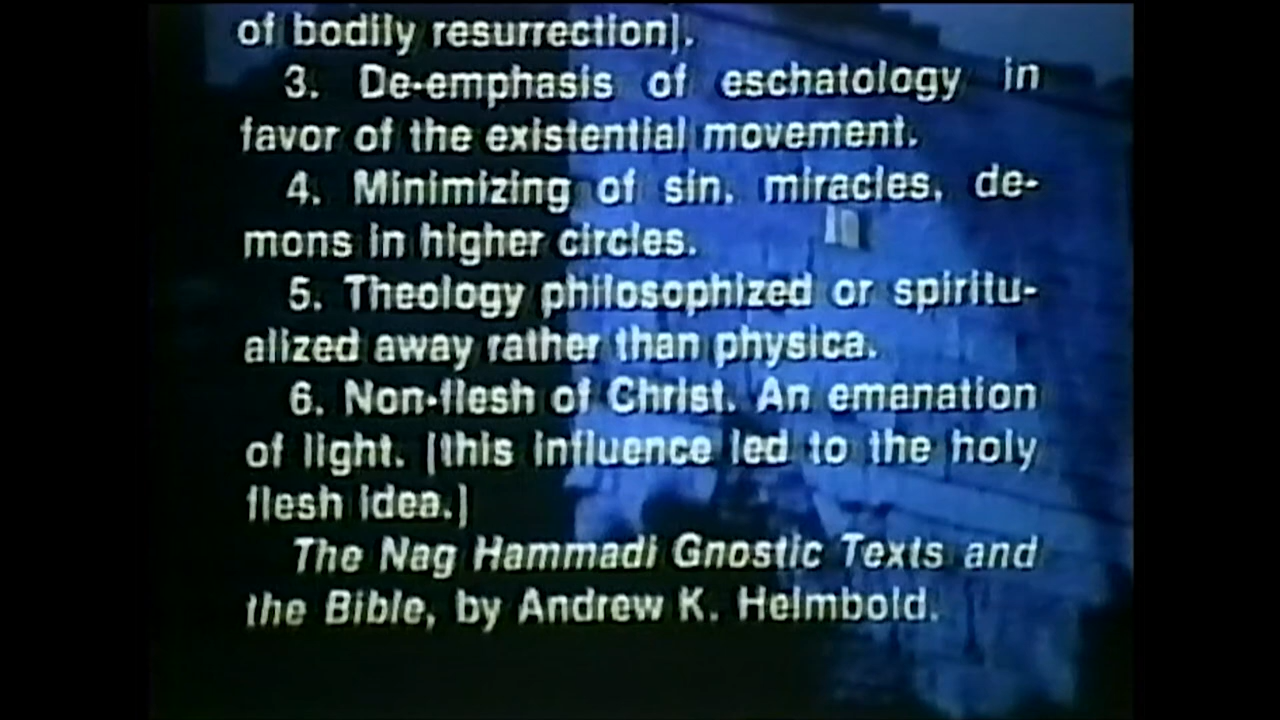 of bodily resurrection].
3. De-emphasis of eschatology in
favor of the existential movement.
4. Minimizing of sin, miracles, de-
mons in higher circles.
5. Theology philosophized or spiritu-
alized away rather than physica.
6. Non-flesh of Christ. An emanation
of light. [this influence led to the holy
flesh idea.]
The Nag Hammadi Gnostic Texts and
the Bible, by Andrew K. Helmbold.